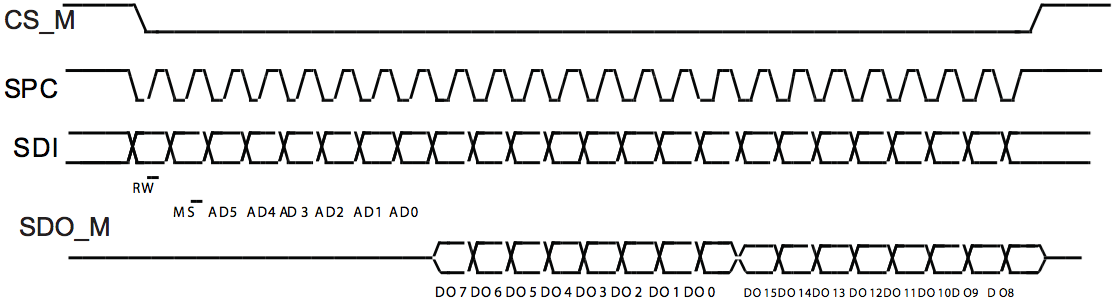 CS_M
SPC
SDI
RW
MS AD5 AD4 AD3 AD2 AD1 AD0
SDO_M
DO7 DO6 DO5 DO4 DO3 DO2 DO1 DO0 DO15 DO14 DO13 DO12 DO11 DO10 DO9 DO8